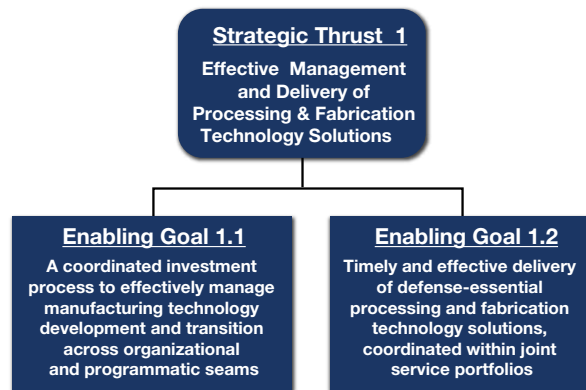 Strategic Thrust 1
Effective Management
and Delivery of
Processing & Fabrication
Technology Solutions
Enabling Goal 1.1
A coordinated investment
process to effectively manage
manufacturing technology
development and transition
across organizational
and programmatic seams
Enabling Goal 1.2
Timely and effective delivery
of defense-essential
processing and fabrication
technology solutions,
coordinated within joint
service portfolios